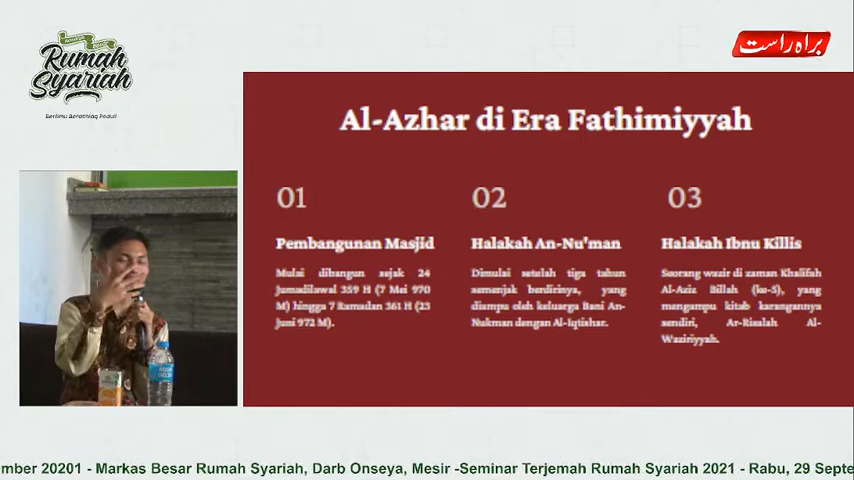 Rumah
Syariah
براه راست
Al-Azhar di Era Fathimiyyah
01
Pembangunan Masjid
Mulai dibangun sejak 24
Jumadilawal 359 H (7 Mei 970
M) hingga 7 Ramadan 361 H (23
Juni 972 M).
02
Halakah An-Nu'man
Dimulai setelah tiga tahun
semenjak berdirinya, yang
diampu oleh keluarga Bani An-
Nukman dengan Al-Iqtishar.
03
Halakah Ibnu Killis
Seorang wazir di zaman Khalifah
Al-Aziz Billah (ke-5), yang
mengampu kitab karangannya
sendiri, Ar-Risalah Al-
Waziriyyah.
mber 20201 - Markas Besar Rumah Syariah, Darb Onseya, Mesir -Seminar Terjemah Rumah Syariah 2021 - Rabu, 29 Septe